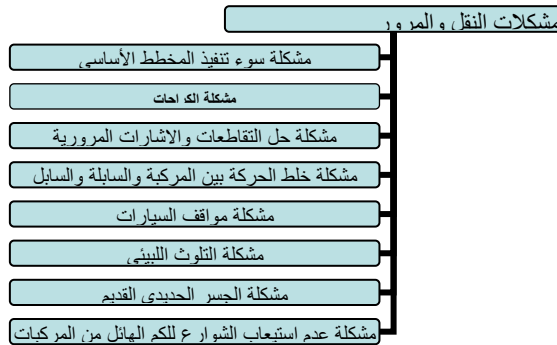 مشكلات النقل والمرور
مشكلة سوء تنفيذ المخطط الأساسي
مشكلة الكراجات
مشكلة حل التقاطعات والاشارات المرورية
مشكلة خلط الحركة بين المركبة والسابلة والسابل
مشكلة مواقف السيارات
مشكلة التلوث اللبيئي
مشكلة الجسر الحديدي القديم
مشكلة عدم استيعاب الشوارع للكم الهائل من المركبات